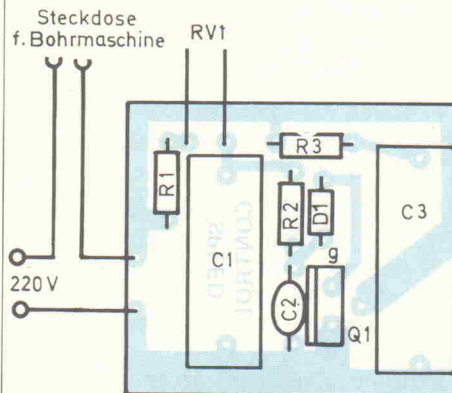 Steckdose
f. Bohrmaschine
RV1
R3
R1
C1
R2
D1
C3
SPEED
CONTROL
g
220 V
C2
Q1